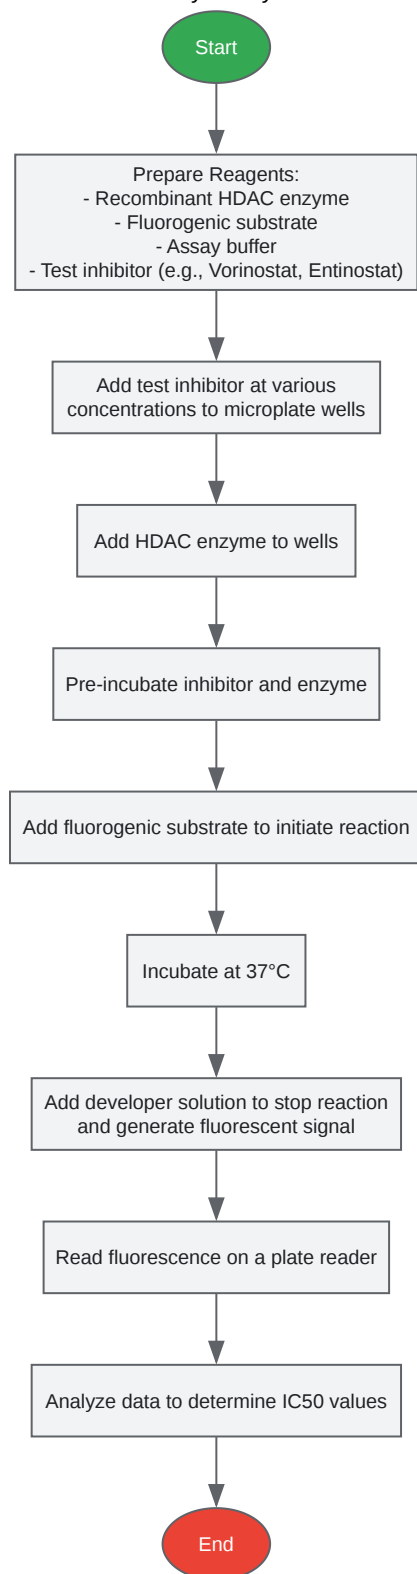 Start
Prepare Reagents:
- Recombinant HDAC enzyme
- Fluorogenic substrate
- Assay buffer
- Test inhibitor (e.g., Vorinostat, Entinostat)
Add test inhibitor at various
concentrations to microplate wells
Add HDAC enzyme to wells
Pre-incubate inhibitor and enzyme
Add fluorogenic substrate to initiate reaction
Incubate at 37°C
Add developer solution to stop reaction
and generate fluorescent signal
Read fluorescence on a plate reader
Analyze data to determine IC50 values
End